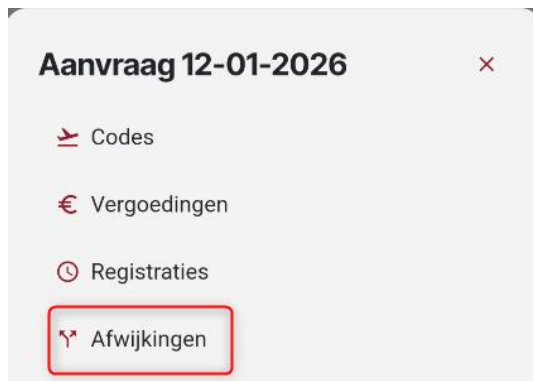 Aanvraag 12-01-2026
Codes
Vergoedingen
Registraties
Afwijkingen